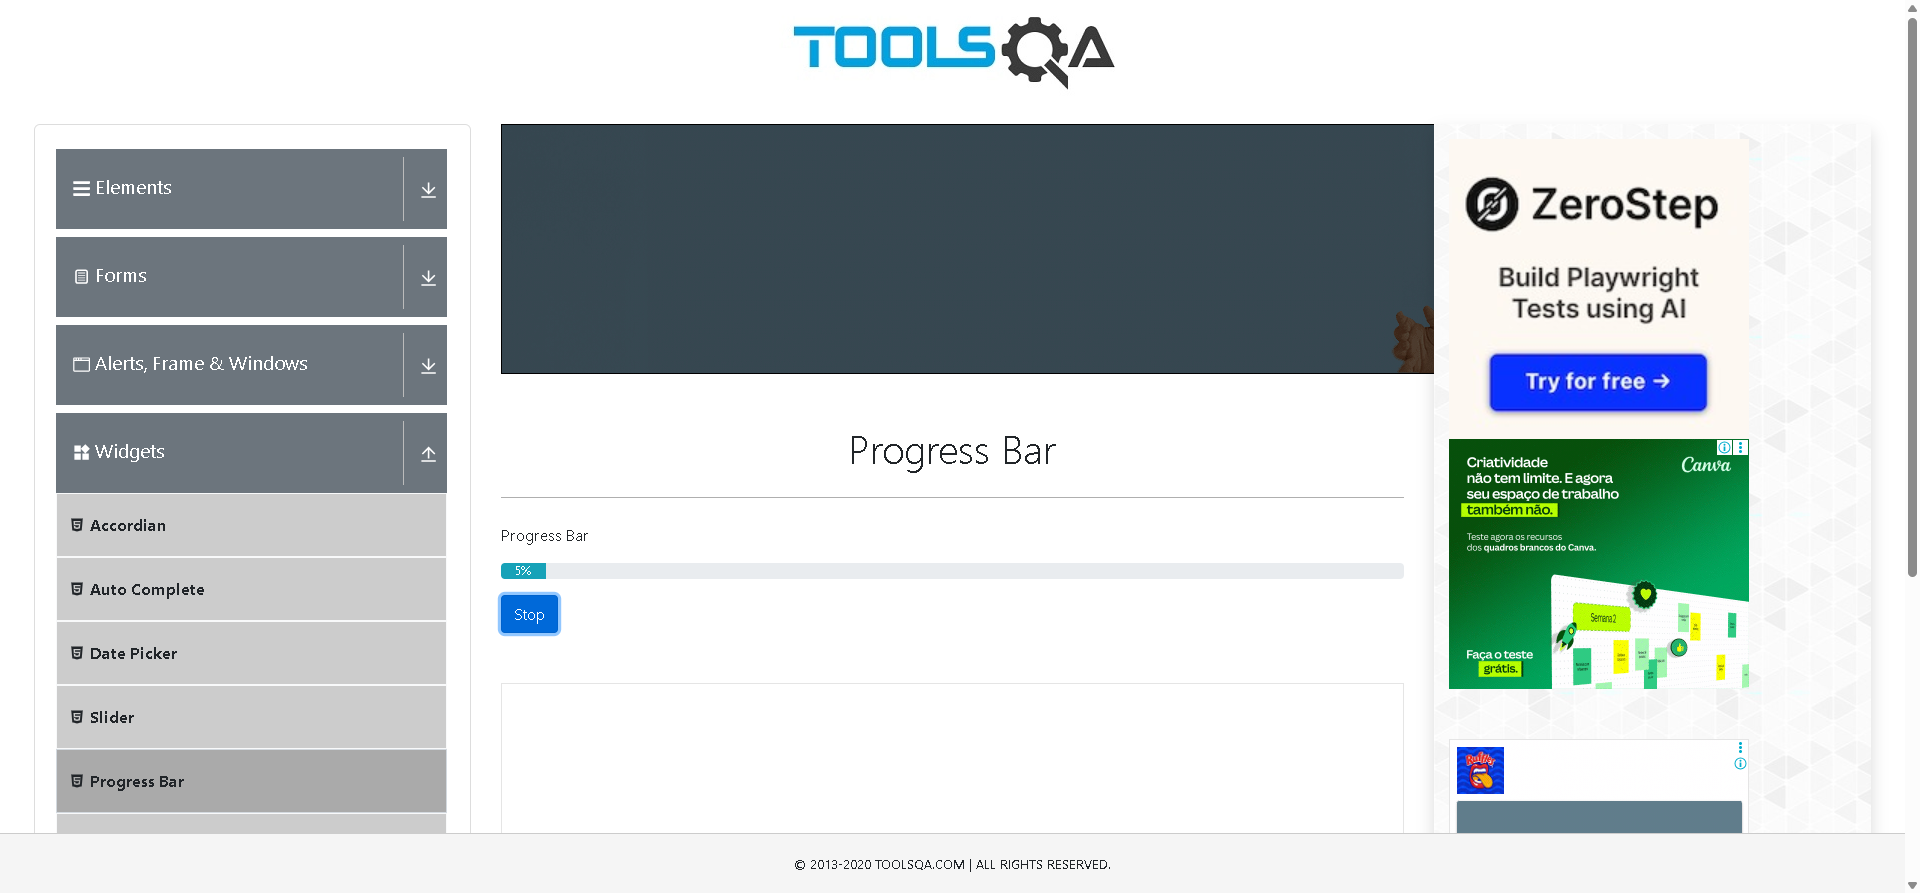 TOOLSQA
Elements
Forms
Alerts, Frame & Windows
Widgets
Accordian
Auto Complete
Date Picker
Slider
Progress Bar
Progress Bar
Progress Bar
5%
Stop
ZeroStep
Build Playwright
Tests using AI
Try for free →
Criatividade
não tem limite. E agora
seu espaço de trabalho
também não.
Canva
Teste agora os recursos
dos quadros brancos do Canva.
Semana 2
Faça o teste
grátis.
Ruffles
© 2013-2020 TOOLSQA.COM | ALL RIGHTS RESERVED.